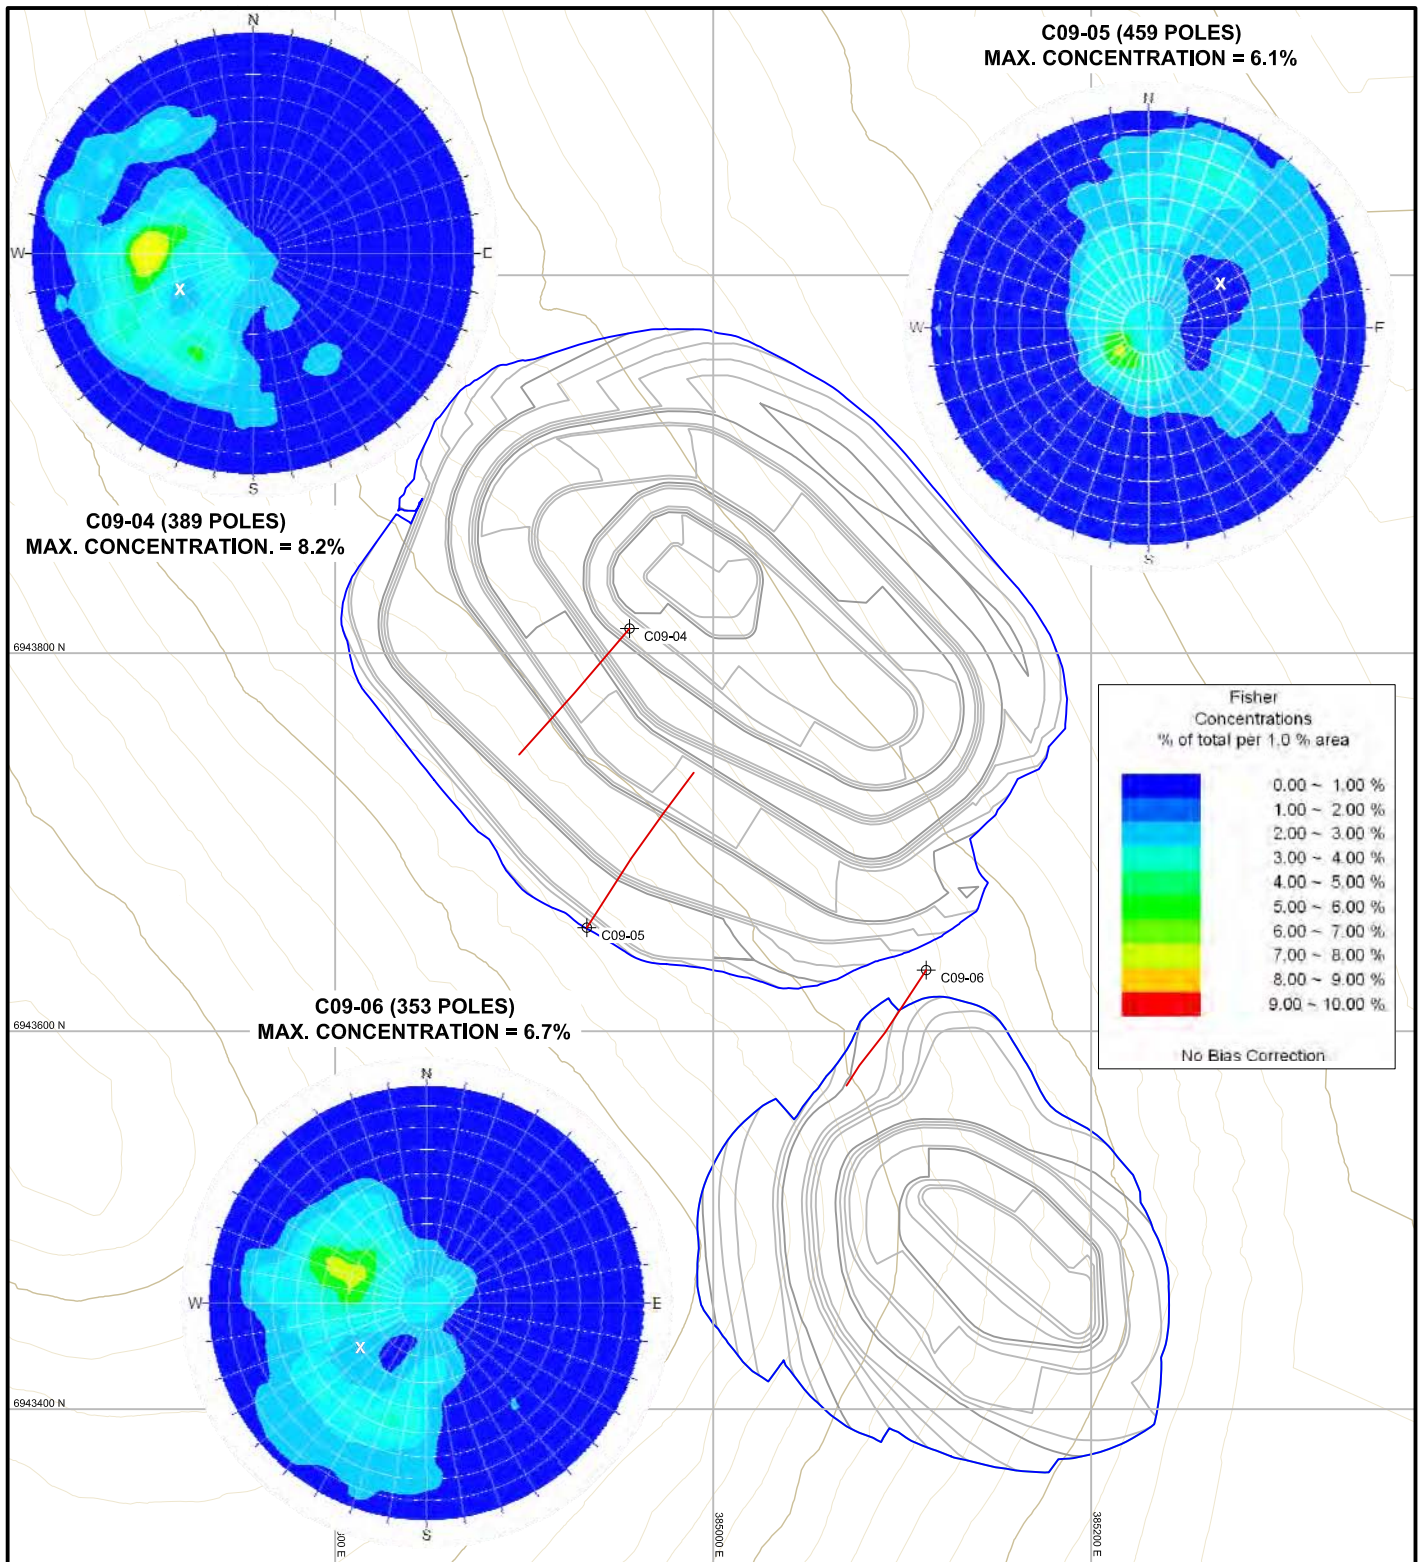 N
W
E
S
C09-04 (389 POLES)
MAX. CONCENTRATION. = 8.2%
C09-05 (459 POLES)
MAX. CONCENTRATION = 6.1%
N
W
E
S
C09-04
C09-05
C09-06
6943800 N
6943600 N
6943400 N
385000 E
385200 E
Fisher
Concentrations
% of total per 1.0 % area
0.00 ~ 1.00 %
1.00 ~ 2.00 %
2.00 ~ 3.00 %
3.00 ~ 4.00 %
4.00 ~ 5.00 %
5.00 ~ 6.00 %
6.00 ~ 7.00 %
7.00 ~ 8.00 %
8.00 ~ 9.00 %
9.00 ~ 10.00 %
No Bias Correction
C09-06 (353 POLES)
MAX. CONCENTRATION = 6.7%
N
W
E
S
X
X
X